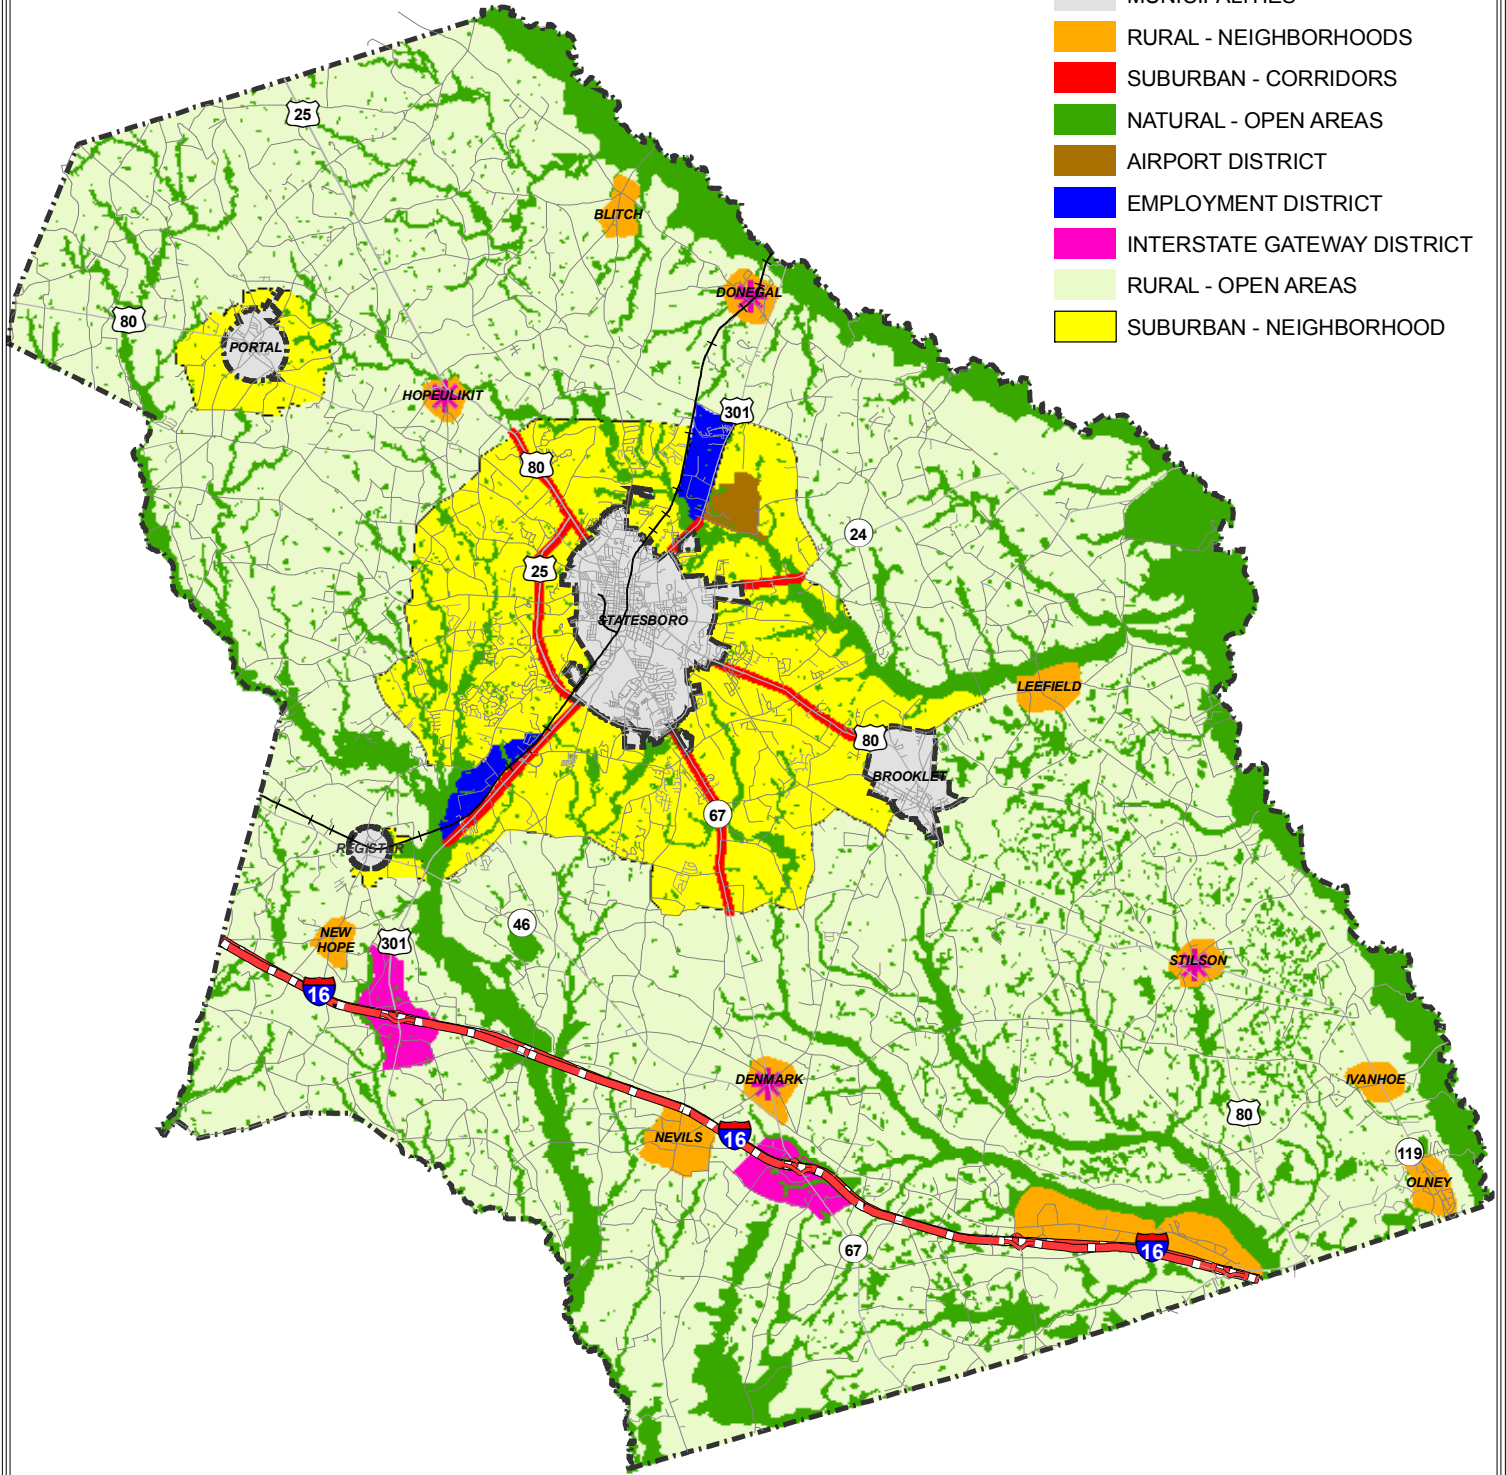 MUNICIPALITIES
RURAL - NEIGHBORHOODS
SUBURBAN - CORRIDORS
NATURAL - OPEN AREAS
AIRPORT DISTRICT
EMPLOYMENT DISTRICT
INTERSTATE GATEWAY DISTRICT
RURAL - OPEN AREAS
SUBURBAN - NEIGHBORHOOD
25
BLITCH
DONEGAL
80
PORTAL
HOPEULIKIT
301
80
24
25
STATESBORO
LEEFIELD
80
BROOKLET
67
REGISTER
46
NEW
HOPE
301
STILSON
16
DENMARK
IVANHOE
80
NEVILS
16
119
OLNEY
67
16